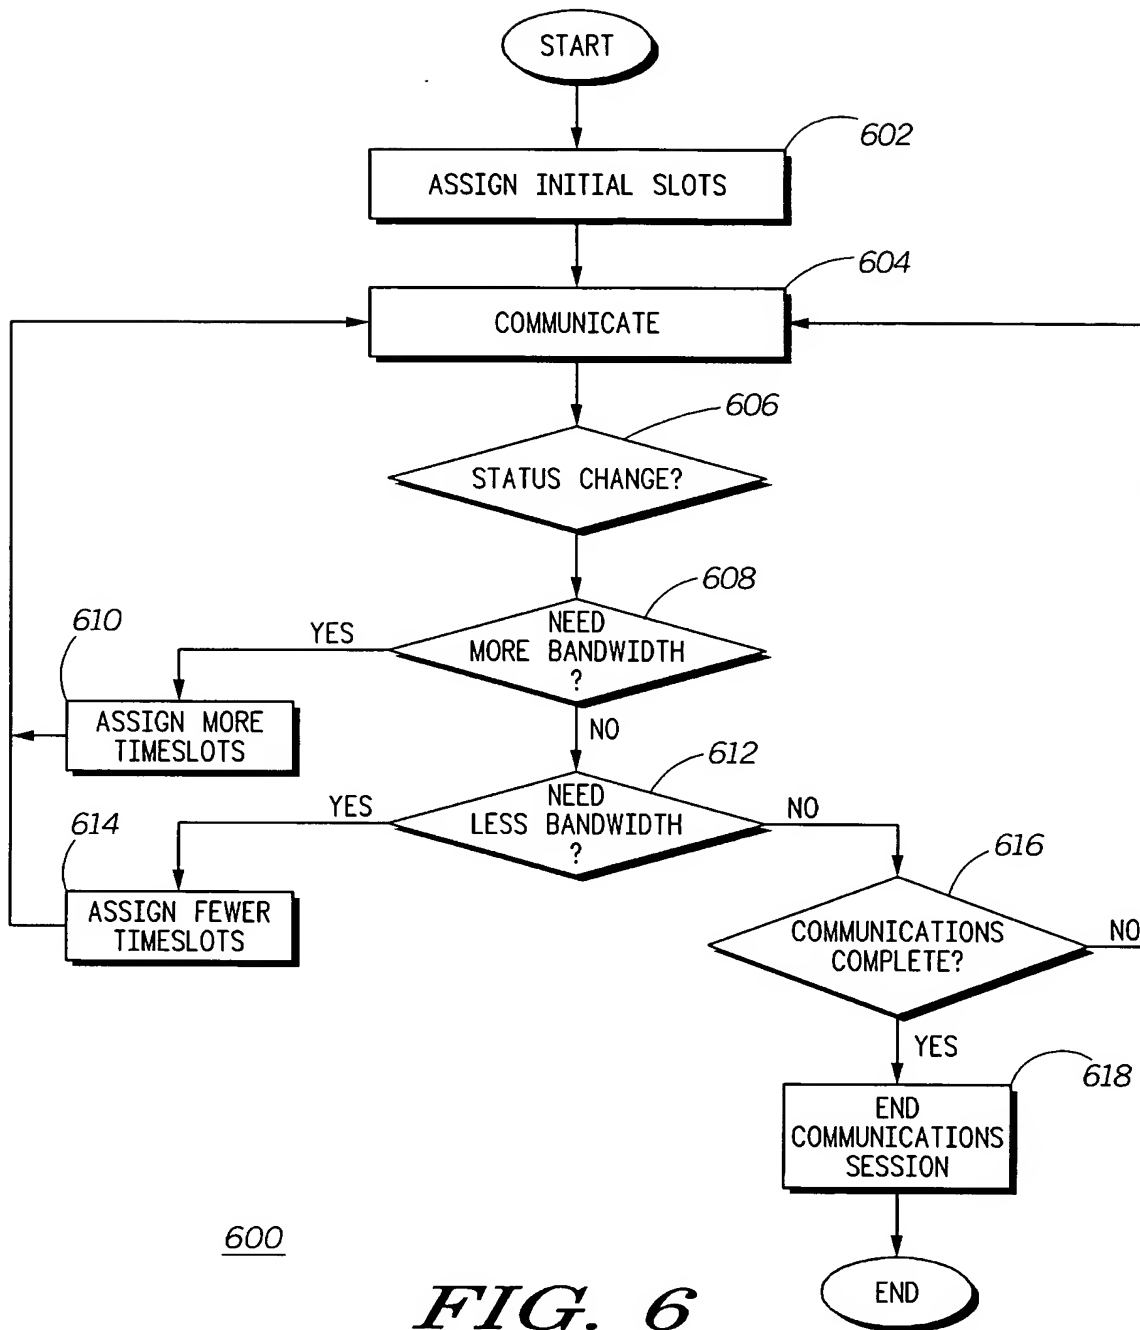 START
602
ASSIGN INITIAL SLOTS
604
COMMUNICATE
606
STATUS CHANGE?
608
NEED
MORE BANDWIDTH
?
YES
610
ASSIGN MORE
TIMESLOTS
NO
612
NEED
LESS BANDWIDTH
?
YES
614
ASSIGN FEWER
TIMESLOTS
NO
616
COMMUNICATIONS
COMPLETE?
NO
YES
618
END
COMMUNICATIONS
SESSION
600
END
FIG. 6